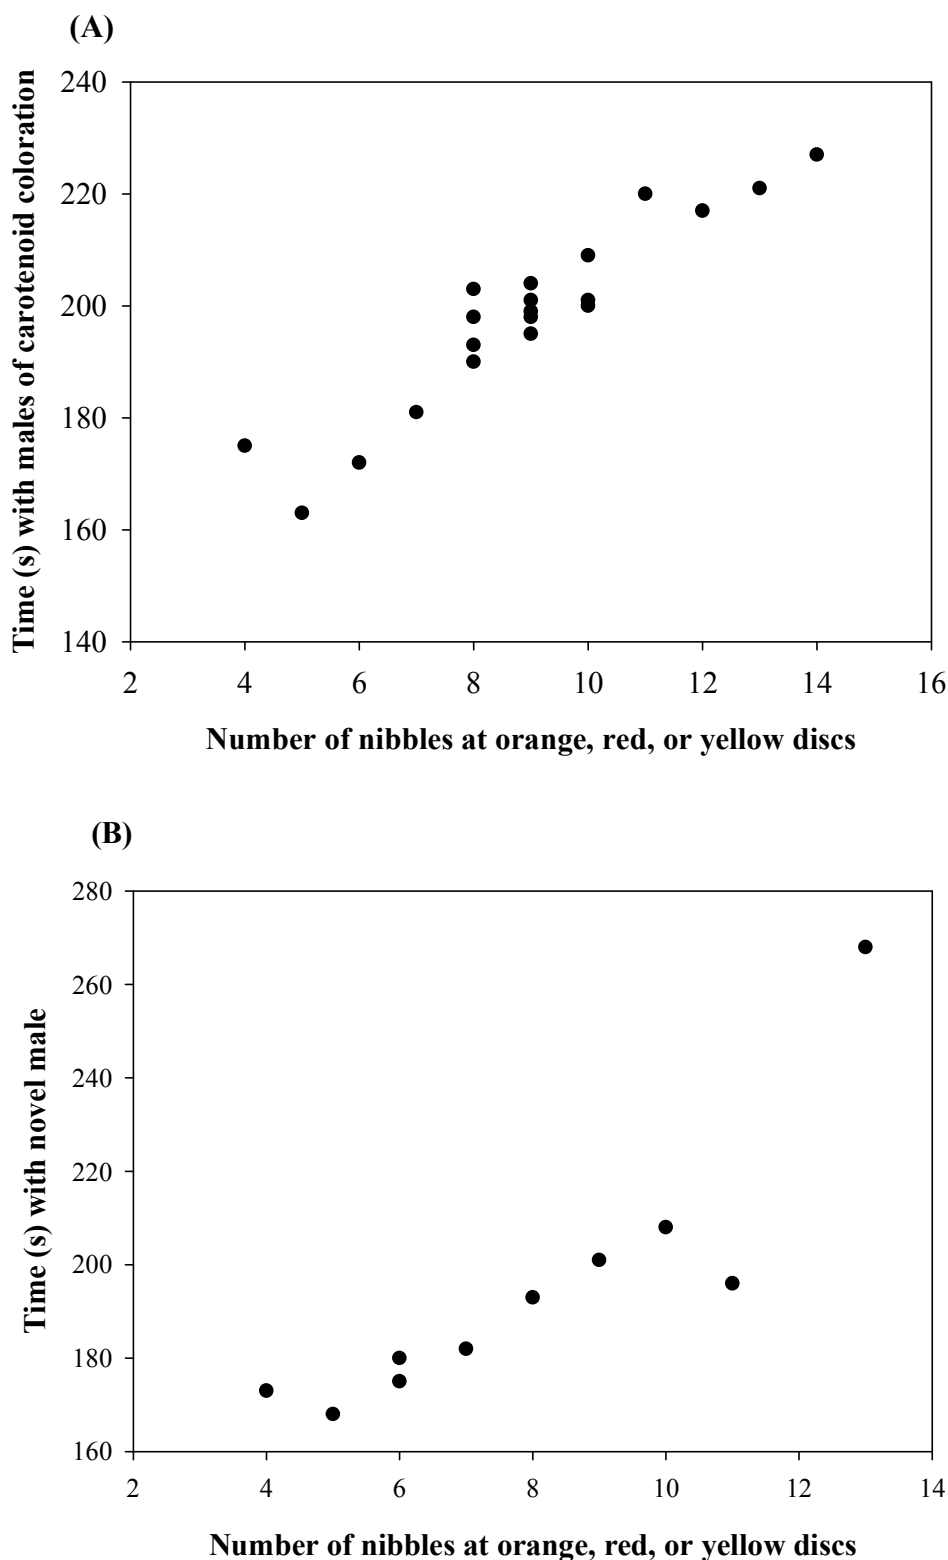 (A)
Time (s) with males of carotenoid coloration
240
220
200
180
160
140
2 4 6 8 10 12 14 16
Number of nibbles at orange, red, or yellow discs
(B)
Time (s) with novel male
280
260
240
220
200
180
160
2 4 6 8 10 12 14
Number of nibbles at orange, red, or yellow discs